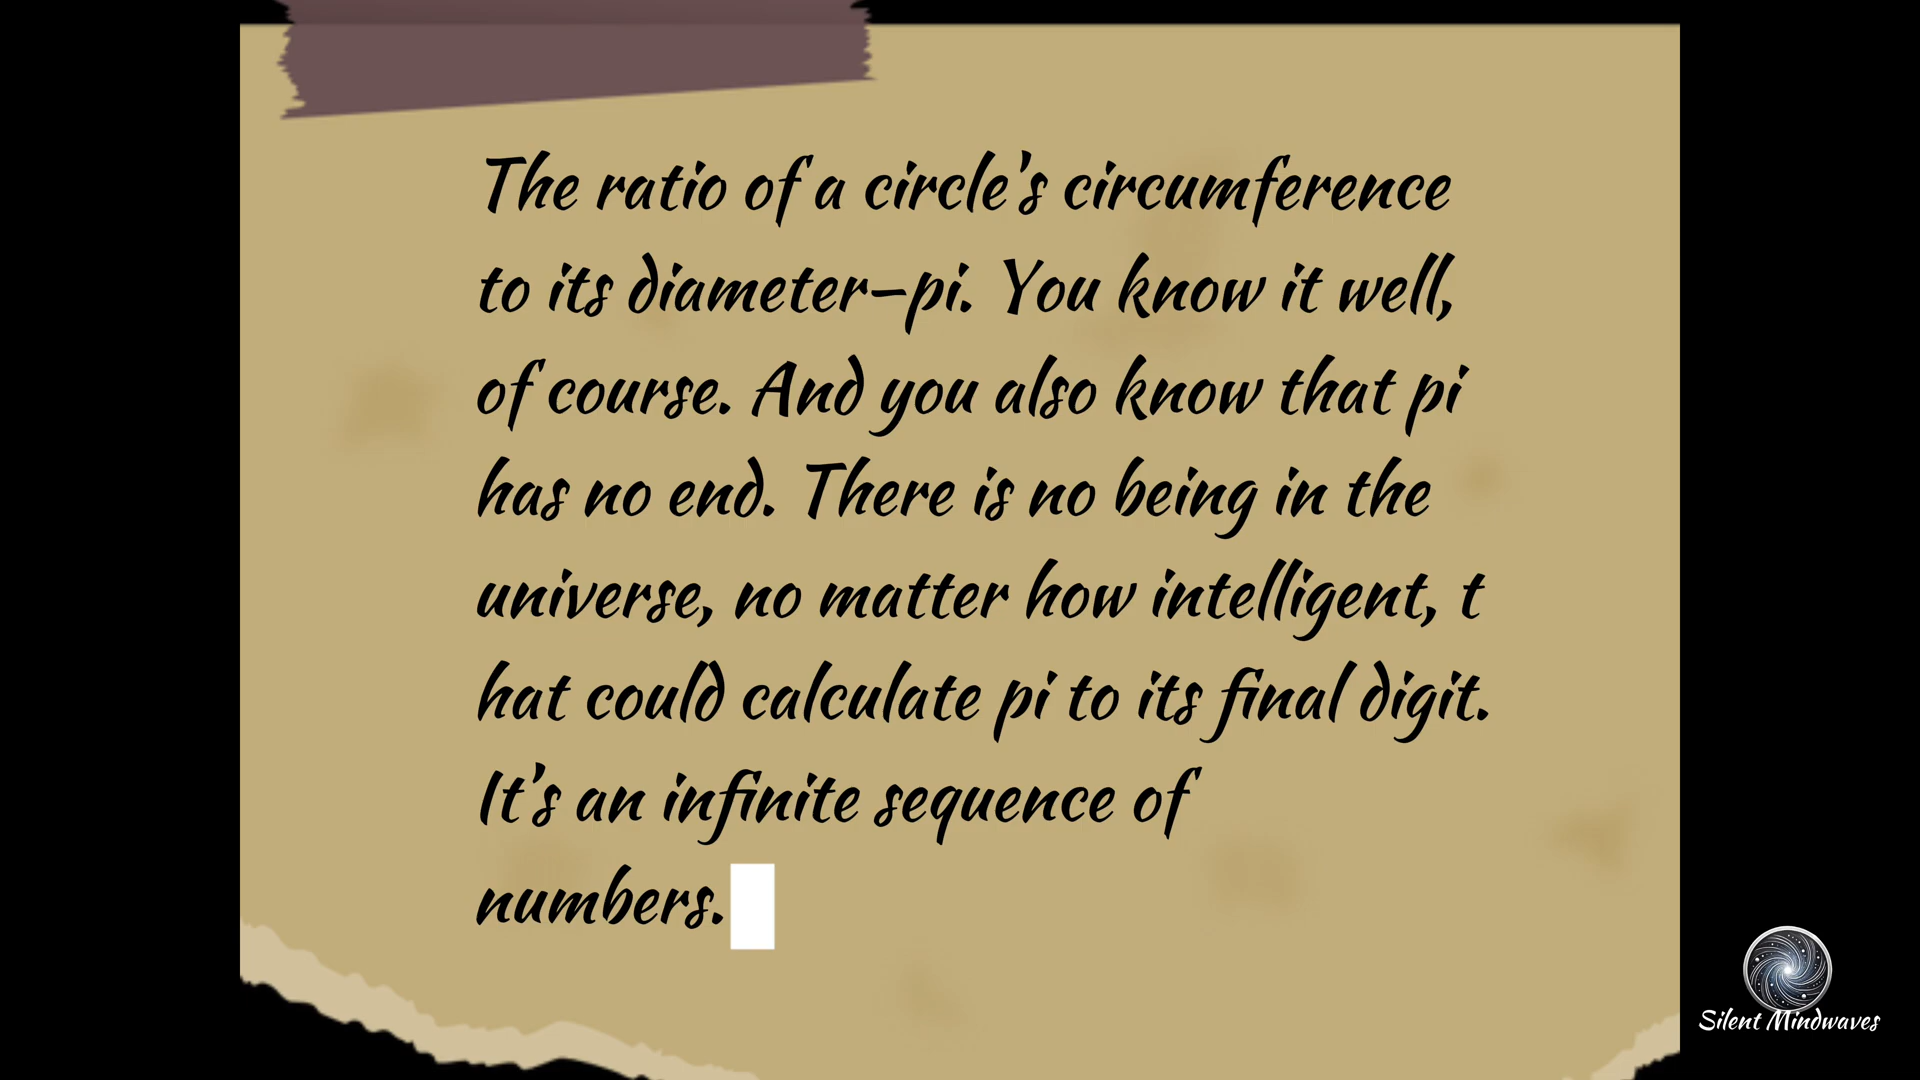 The ratio of a circle's circumference
to its diameter–pi. You know it well,
of course. And you also know that pi
has no end. There is no being in the
universe, no matter how intelligent, t
hat could calculate pi to its final digit.
It's an infinite sequence of
numbers.
Silent Mindwaves